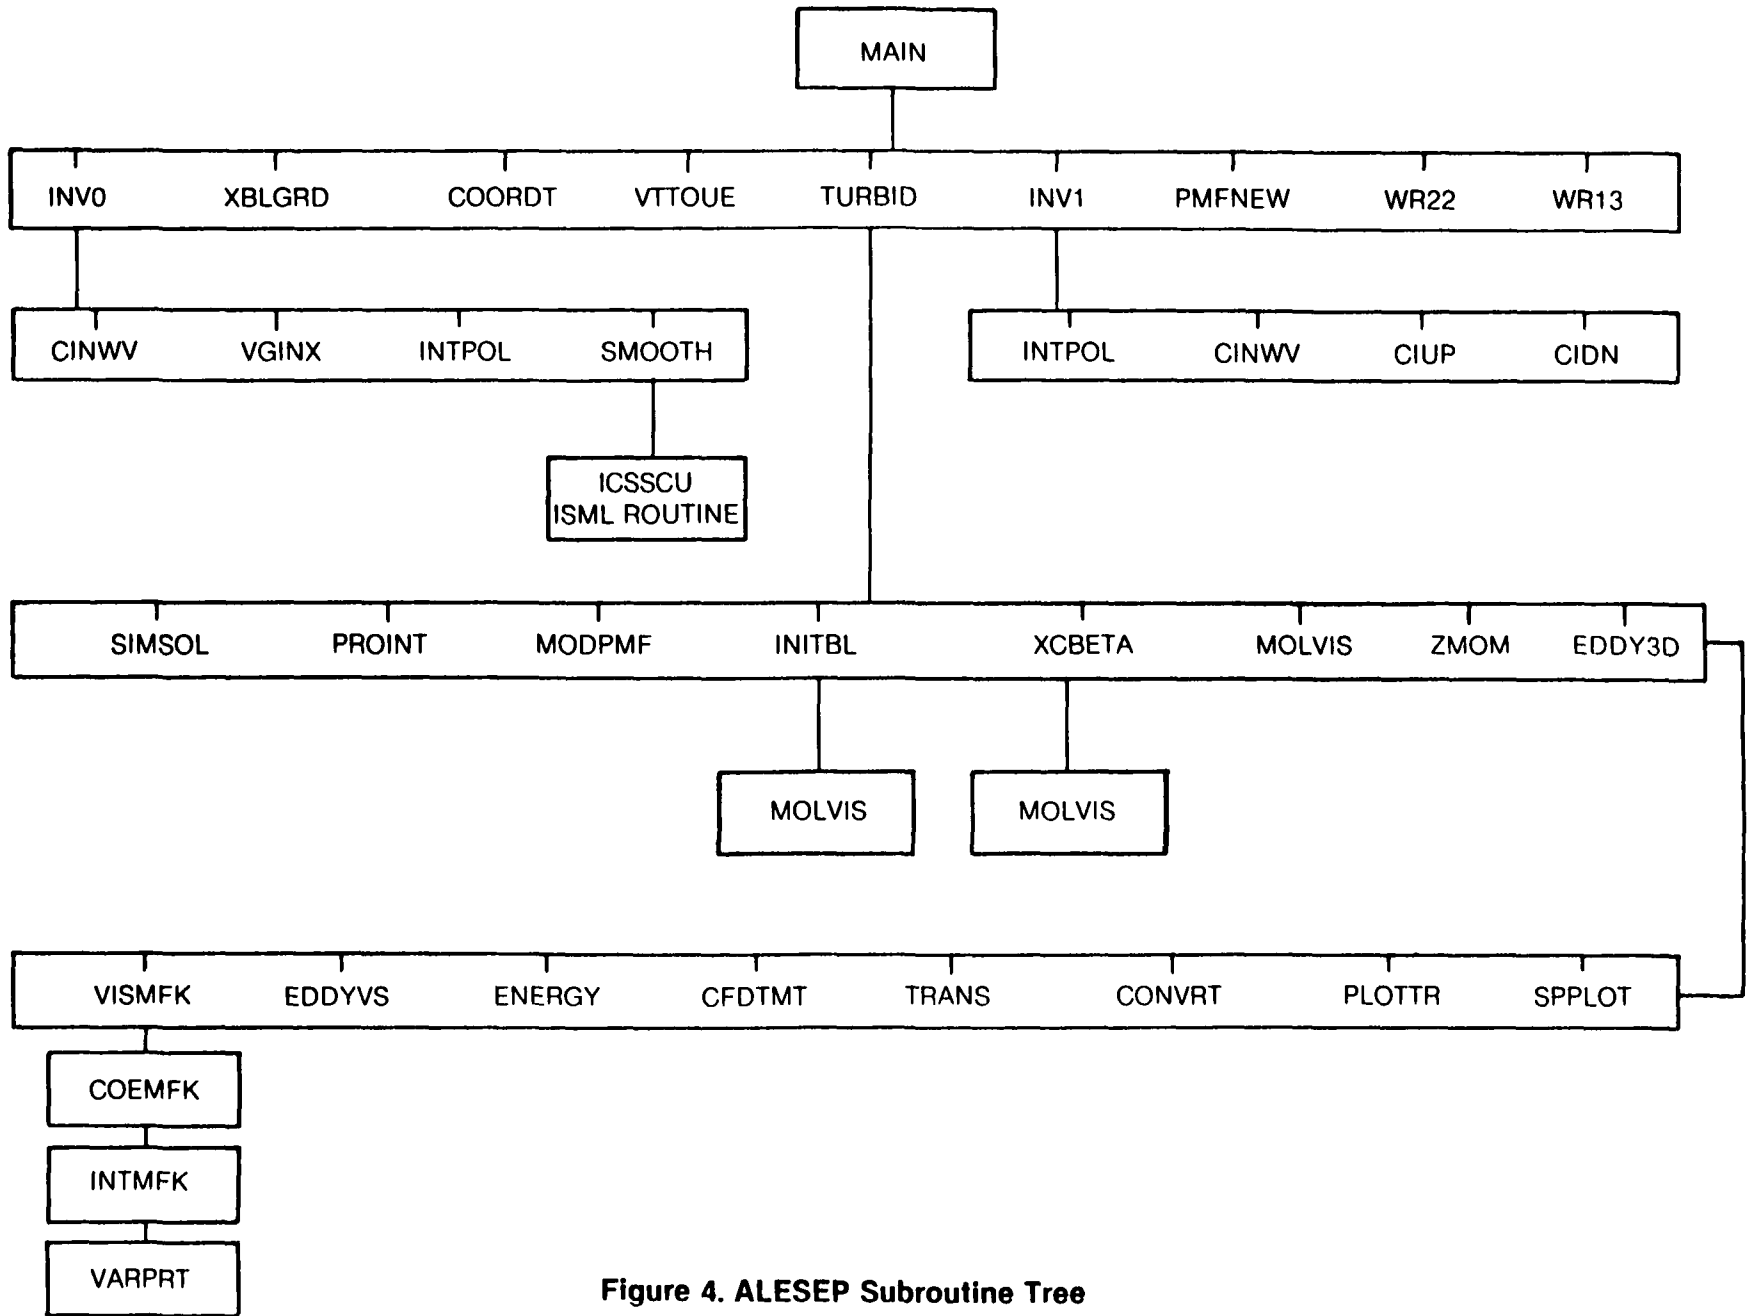 MAIN
INV0 XBLGRD COORDT VTTOUE TURBID INV1 PMFNEW WR22 WR13
CINWV VGINX INTPOL SMOOTH INTPOL CINWV CIUP CIDN
ICSSCU
ISML ROUTINE
SIMSOL PROINT MODPMF INITBL XCBETA MOLVIS ZMOM EDDY3D
MOLVIS MOLVIS
VISMFK EDDYVS ENERGY CFDTMT TRANS CONVRT PLOTTR SPPLOT
COEMFK
INTMFK
VARPRT
Figure 4. ALESEP Subroutine Tree